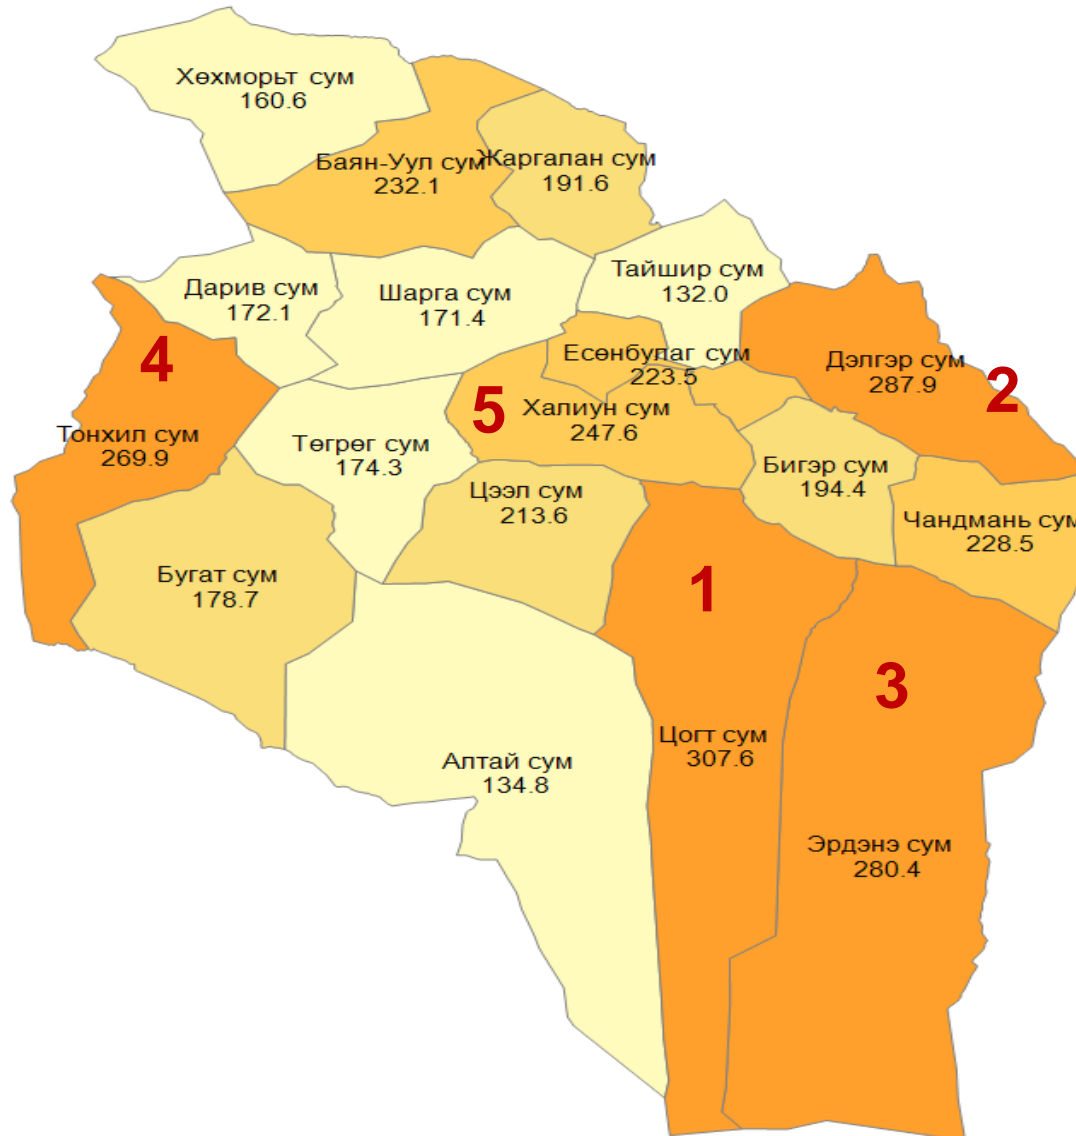 Хөхморьт сум
160.6
Баян-Уул сум
232.1
Жаргалан сум
191.6
Тайшир сум
132.0
Дарив сум
172.1
Шарга сум
171.4
4
Есөнбулаг сум
223.5
Дэлгэр сум
287.9
2
5
Халиун сум
247.6
Тонхил сум
269.9
Төгрөг сум
174.3
Бигэр сум
194.4
Цээл сум
213.6
Чандмань сум
228.5
Бугат сум
178.7
1
3
Цогт сум
307.6
Алтай сум
134.8
Эрдэнэ сум
280.4